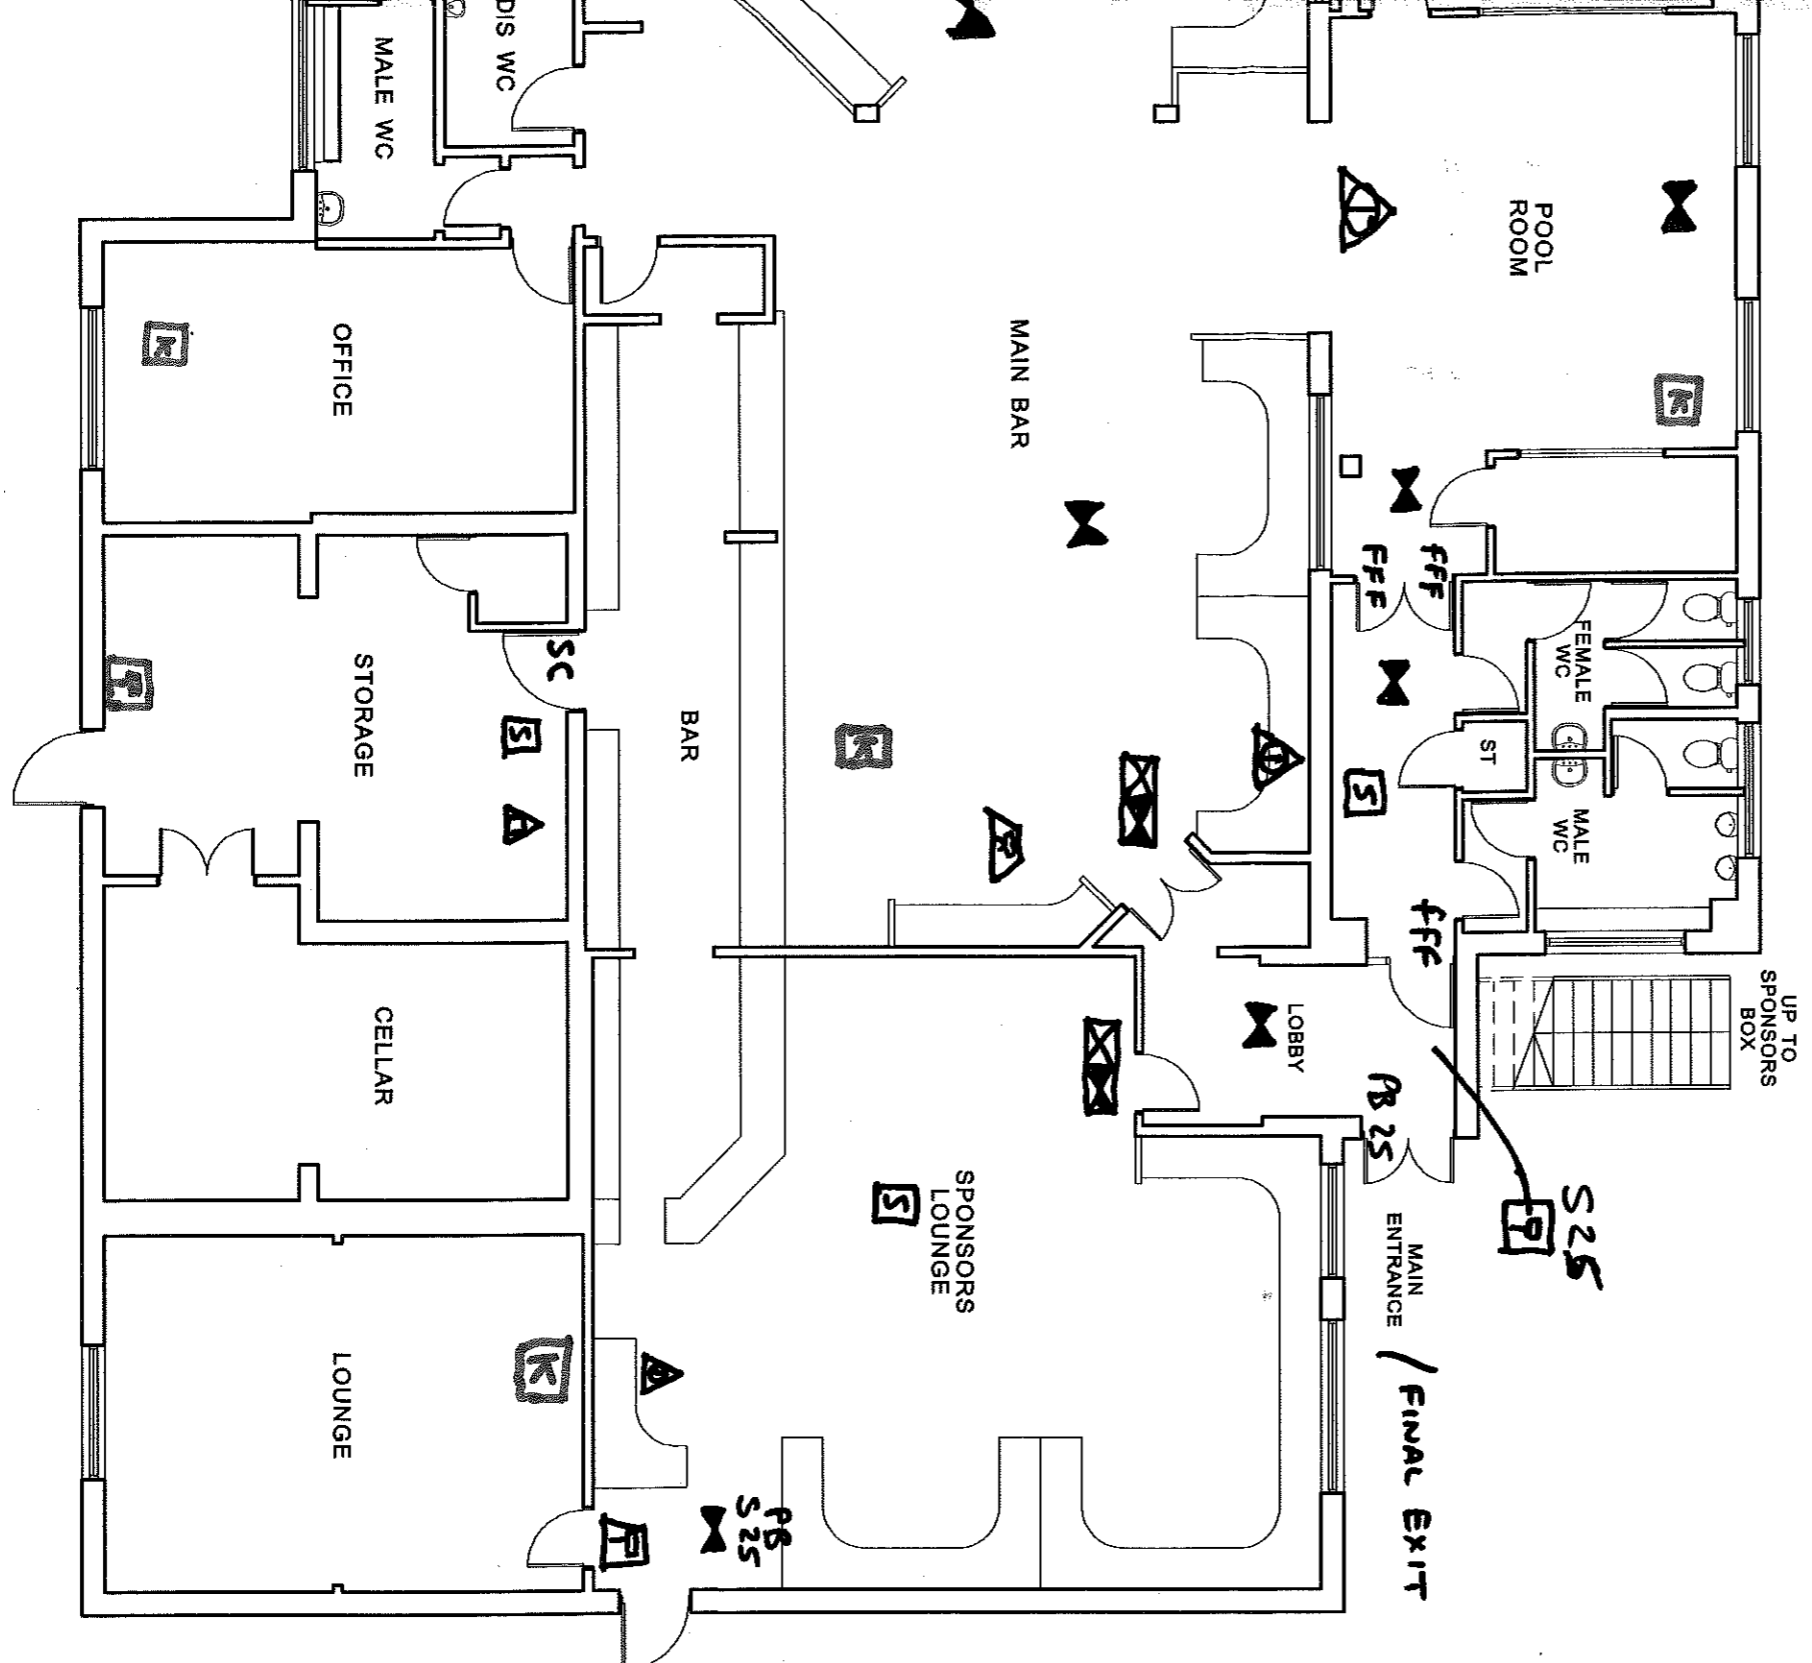 DIS WC
MALE WC
POOL
ROOM
OFFICE
MAIN BAR
FFF
FFF
FEMALE
WC
SC
STORAGE
S
BAR
ST
S
MALE
WC
FFF
UP TO
SPONSORS
BOX
LOBBY
CELLAR
PB 25
SPONSORS
LOUNGE
S
MAIN
ENTRANCE / FINAL EXIT
S25
P
LOUNGE
K
PB
S 25